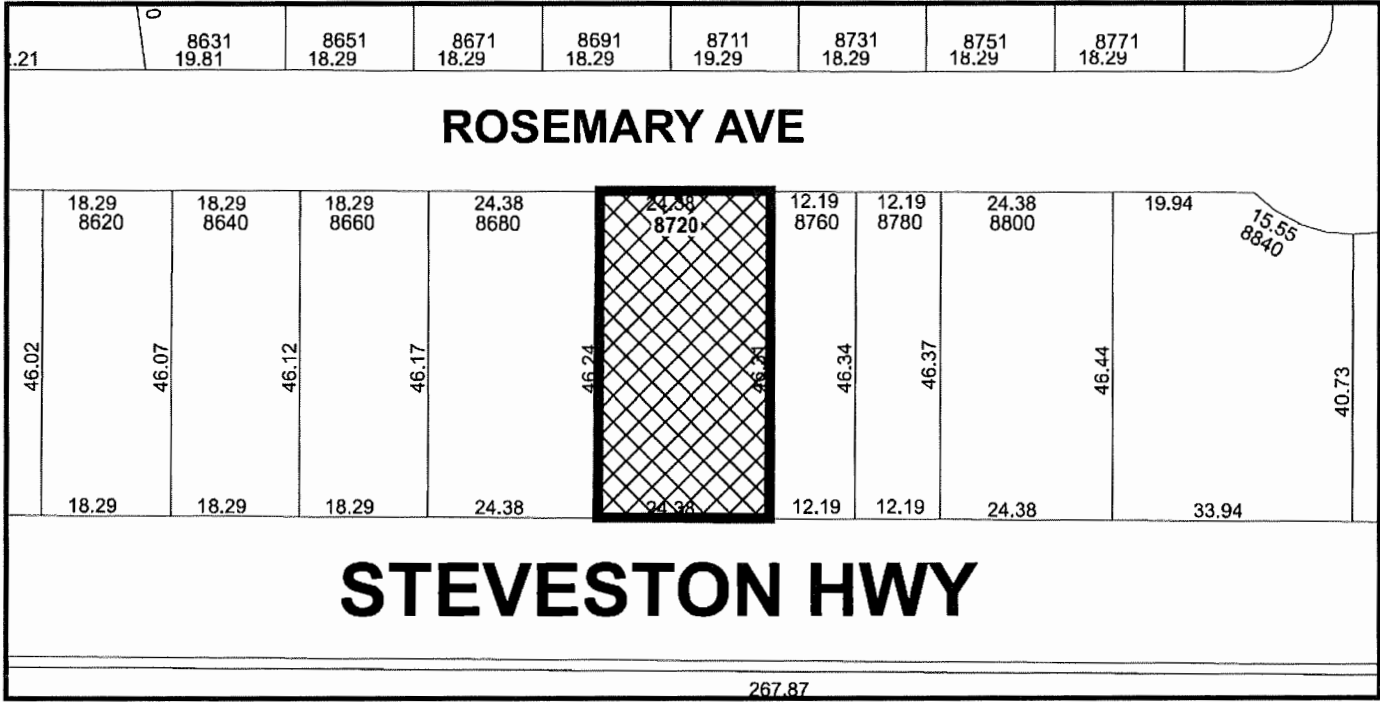 0
8631 8651 8671 8691 8711 8731 8751 8771
.21 19.81 18.29 18.29 18.29 19.29 18.29 18.29 18.29
ROSEMARY AVE
18.29 18.29 18.29 24.38 24.38 12.19 12.19 24.38 19.94 15.55
8620 8640 8660 8680 8720 8760 8780 8800 8840
46.02 46.07 46.12 46.17 46.24 46.31 46.34 46.37 46.44 40.73
18.29 18.29 18.29 24.38 24.38 12.19 12.19 24.38 33.94
STEVESTON HWY
267.87